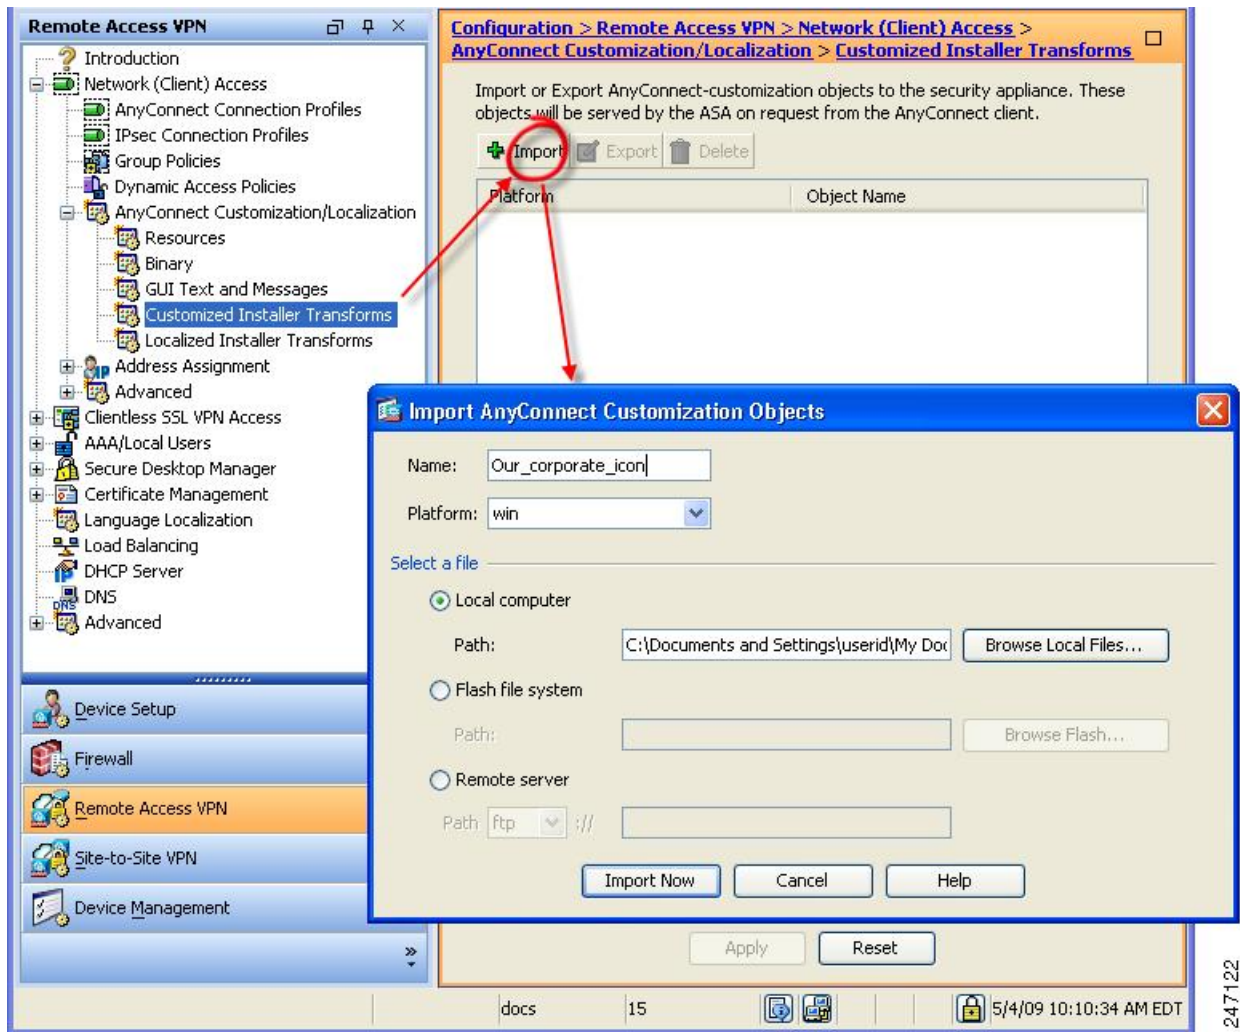 Remote Access VPN
Introduction
Network (Client) Access
AnyConnect Connection Profiles
IPsec Connection Profiles
Group Policies
Dynamic Access Policies
AnyConnect Customization/Localization
Resources
Binary
GUI Text and Messages
Customized Installer Transforms
Localized Installer Transforms
Address Assignment
Advanced
Clientless SSL VPN Access
AAA/Local Users
Secure Desktop Manager
Certificate Management
Language Localization
Load Balancing
DHCP Server
DNS
Advanced
Device Setup
Firewall
Remote Access VPN
Site-to-Site VPN
Device Management
Configuration > Remote Access VPN > Network (Client) Access >
AnyConnect Customization/Localization > Customized Installer Transforms
Import or Export AnyConnect-customization objects to the security appliance. These
objects will be served by the ASA on request from the AnyConnect client.
Import Export Delete
Platform Object Name
Import AnyConnect Customization Objects
Name: Our_corporate_icon
Platform: win
Select a file
Local computer
Path: C:\Documents and Settings\userid\My Doc Browse Local Files...
Flash file system
Path: Browse Flash...
Remote server
Path ftp ://
Import Now Cancel Help
Apply Reset
docs 15 5/4/09 10:10:34 AM EDT
247122